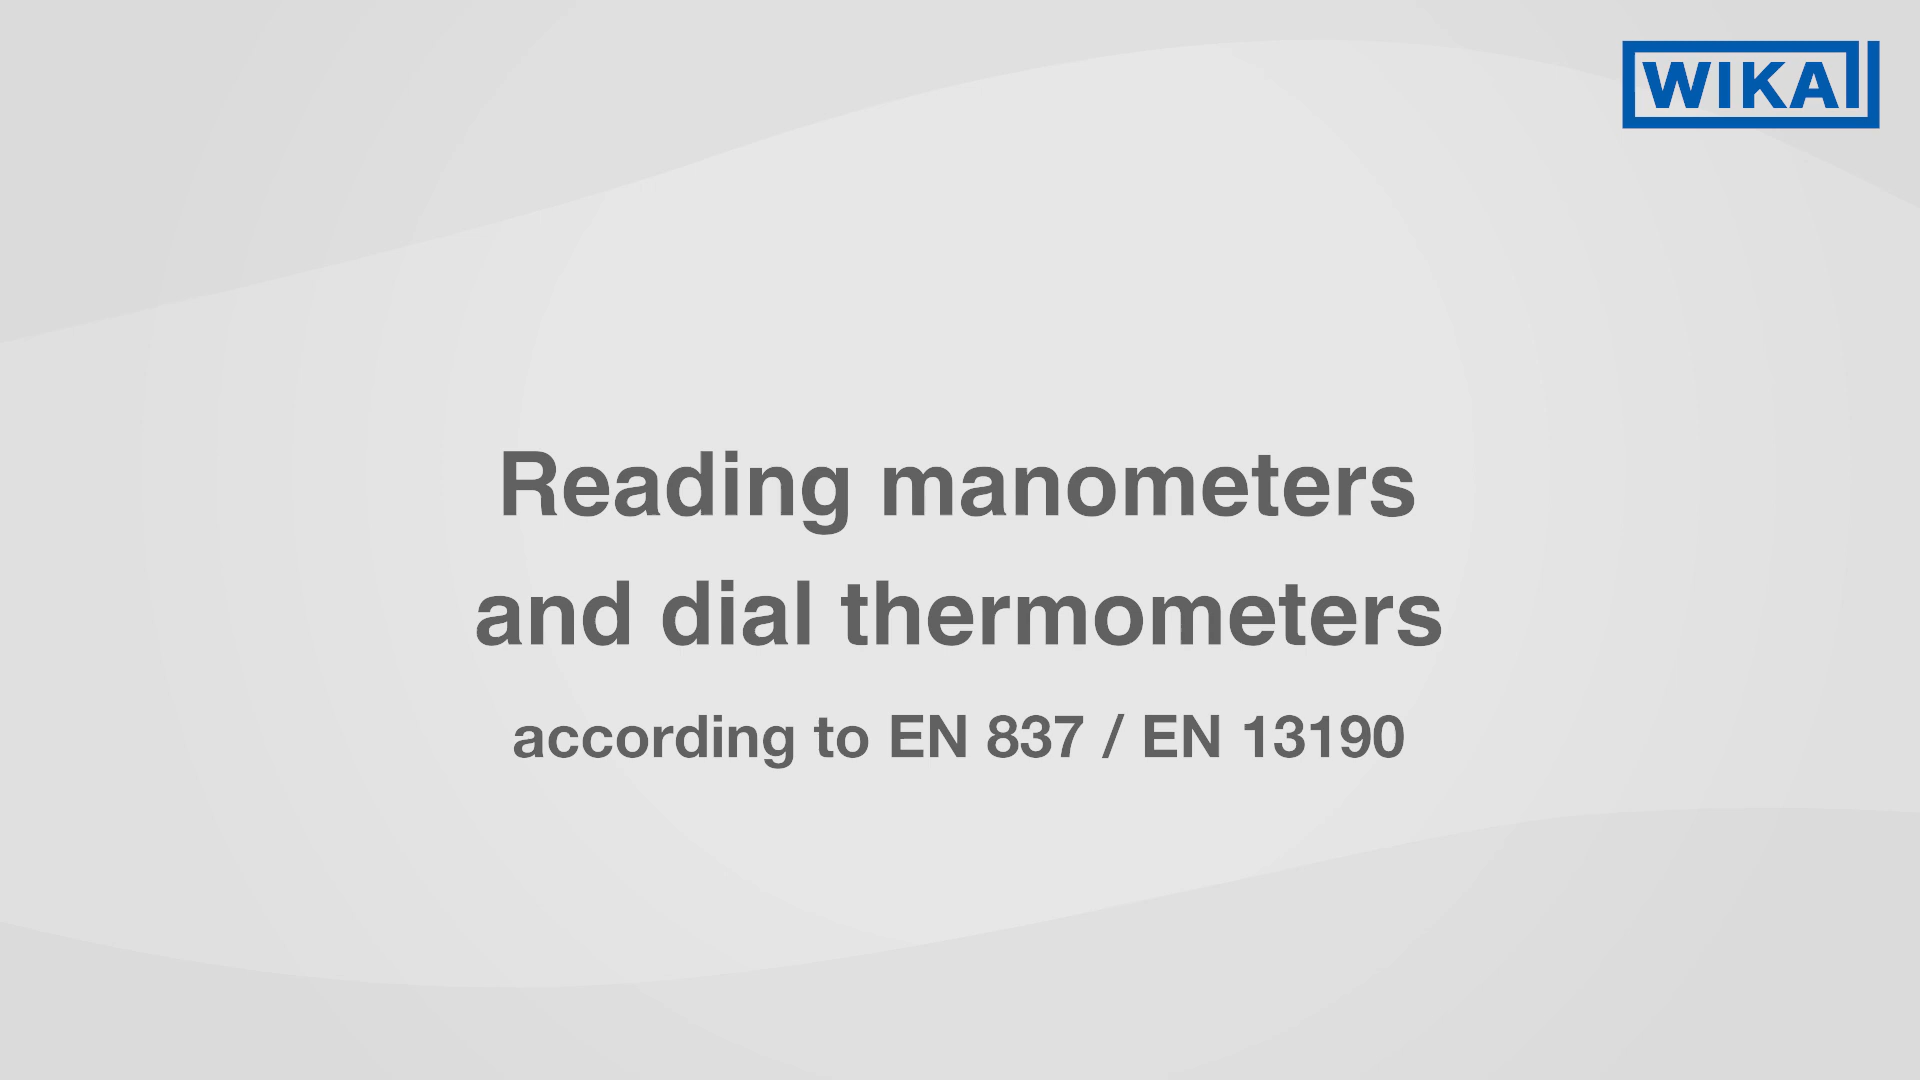 WIKA
Reading manometers
and dial thermometers
according to EN 837 / EN 13190